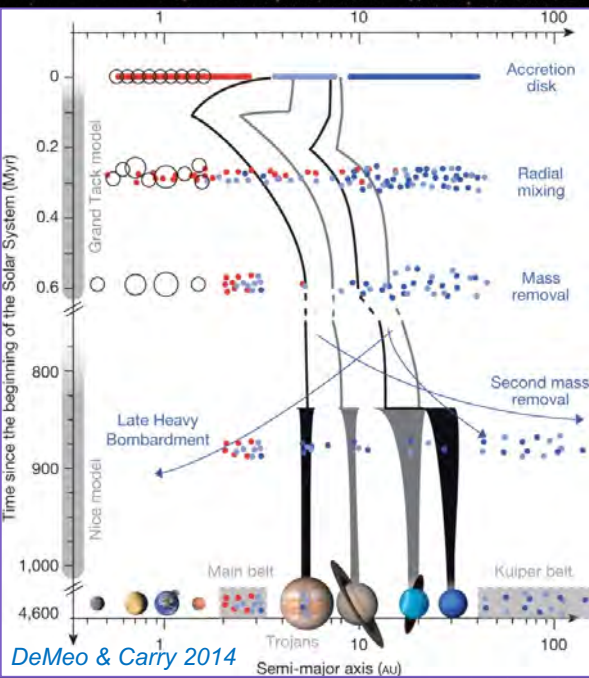 1 10 100
0
Accretion
disk
0.2
Radial
mixing
Grand Tack model
0.4
0.6
Mass
removal
Time since the beginning of the Solar System (Myr)
800
Second mass
removal
Late Heavy
Bombardment
900
Nice model
1,000
Main belt
Kuiper belt
4,600
Trojans
1 10 100
DeMeo & Carry 2014
Semi-major axis (AU)